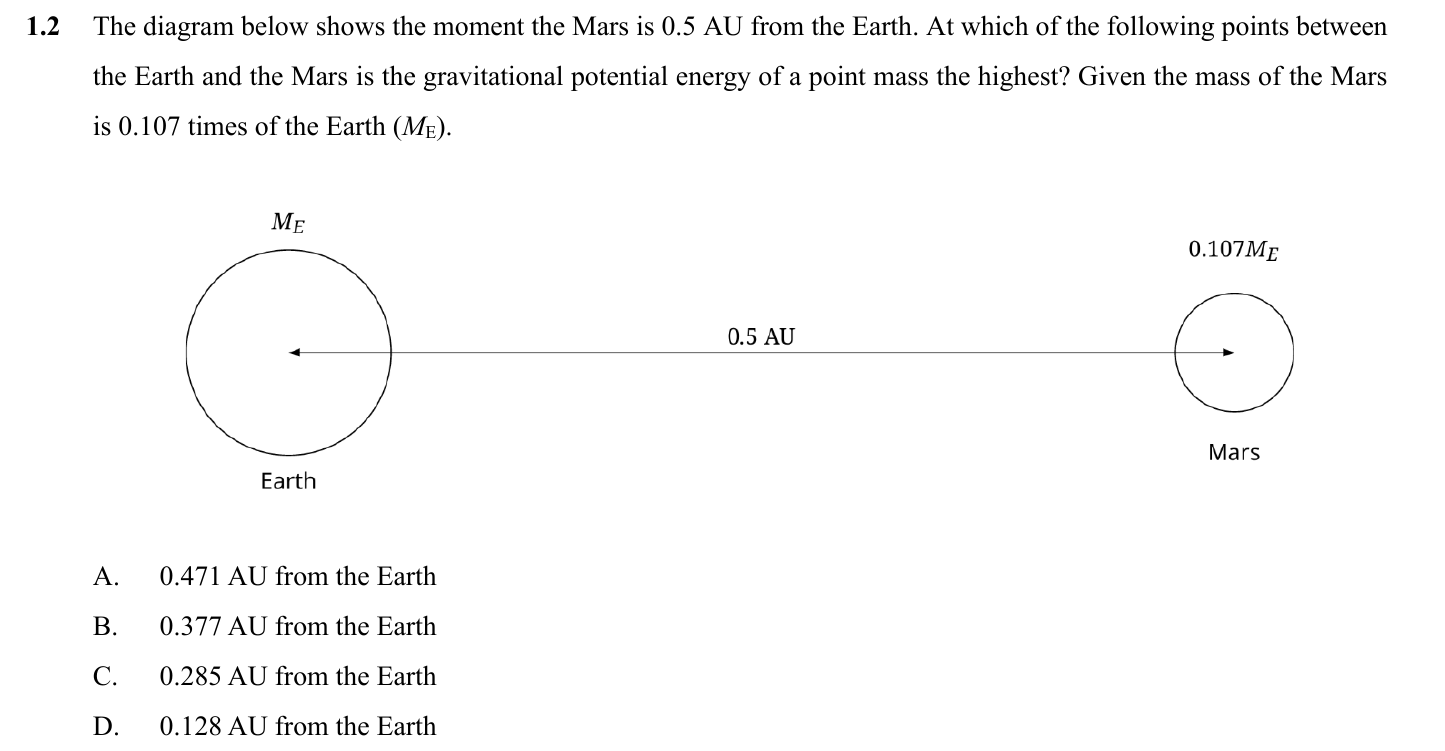 1.2 The diagram below shows the moment the Mars is 0.5 AU from the Earth. At which of the following points between
the Earth and the Mars is the gravitational potential energy of a point mass the highest? Given the mass of the Mars
is 0.107 times of the Earth (M_E).
M_E
0.107M_E
0.5 AU
Mars
Earth
A. 0.471 AU from the Earth
B. 0.377 AU from the Earth
C. 0.285 AU from the Earth
D. 0.128 AU from the Earth